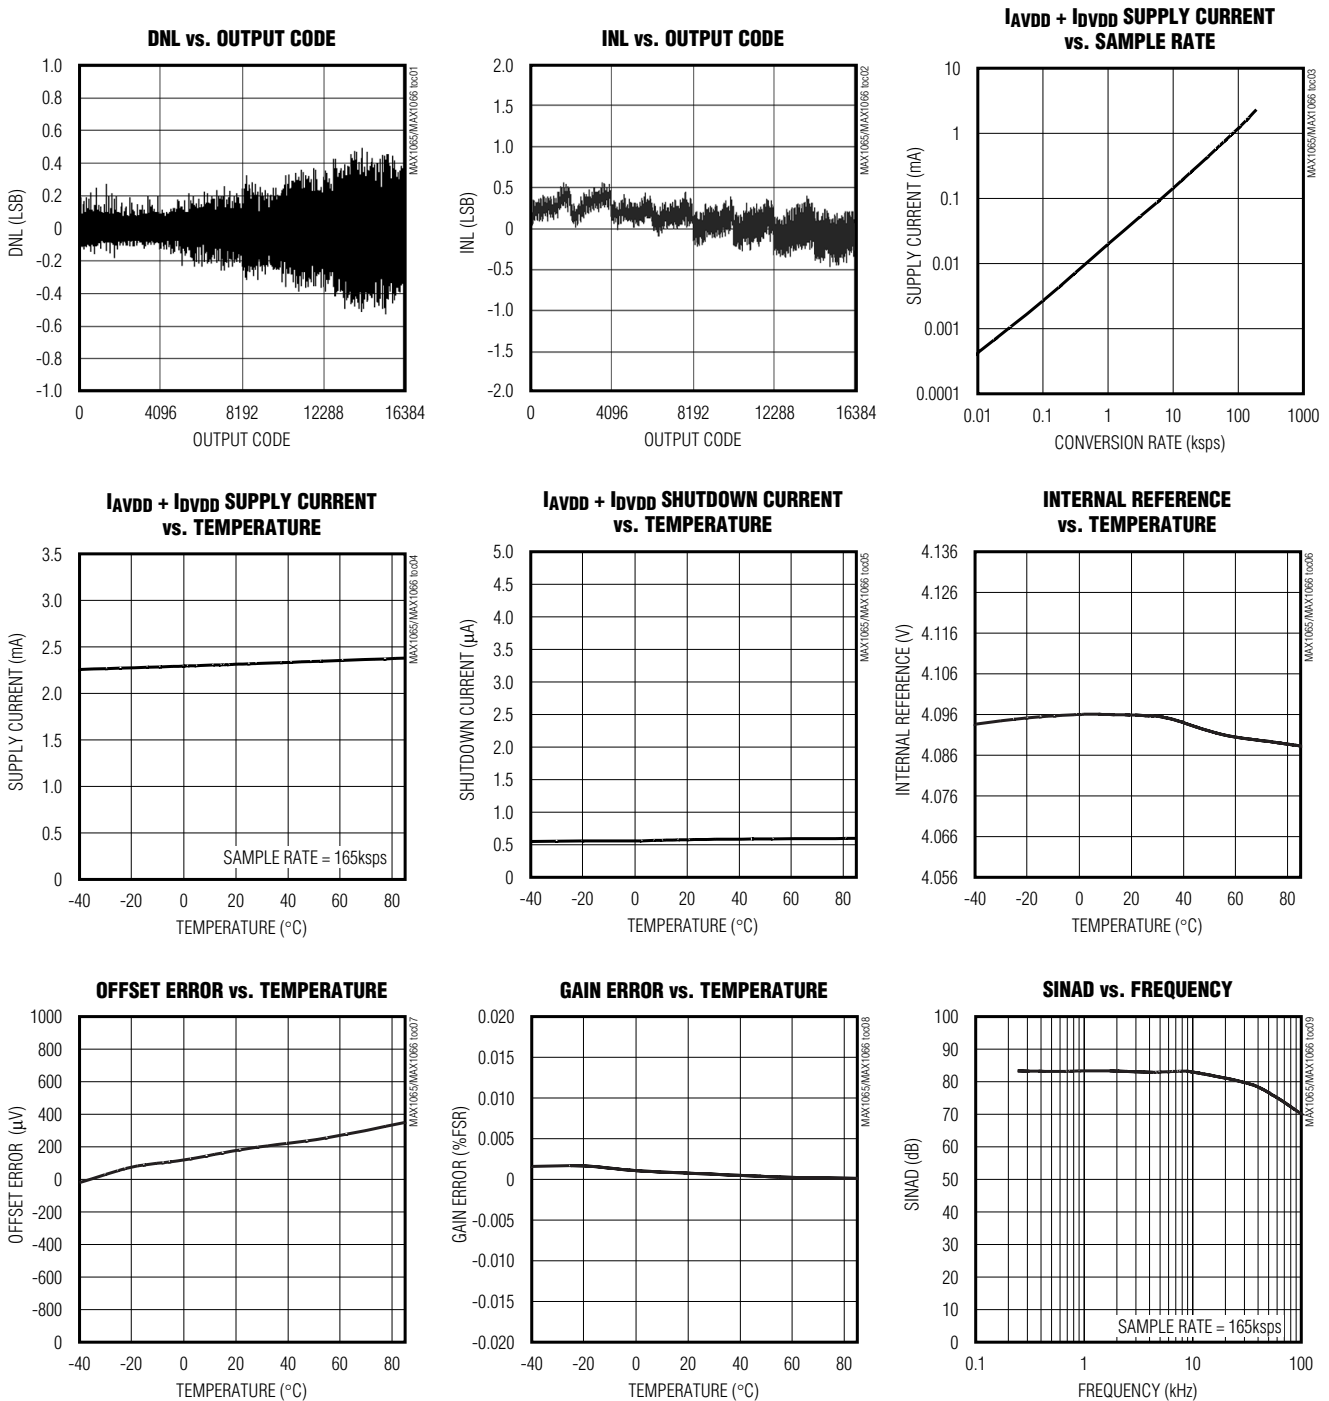 DNL vs. OUTPUT CODE
1.0
0.8
0.6
0.4
0.2
0
-0.2
-0.4
-0.6
-0.8
-1.0
DNL (LSB)
0 4096 8192 12288 16384
OUTPUT CODE
MAX1065/MAX1066 toc01
INL vs. OUTPUT CODE
2.0
1.5
1.0
0.5
0
-0.5
-1.0
-1.5
-2.0
INL (LSB)
0 4096 8192 12288 16384
OUTPUT CODE
MAX1065/MAX1066 toc02
IAVDD + IDVDD SUPPLY CURRENT
vs. SAMPLE RATE
10
1
0.1
0.01
0.001
0.0001
SUPPLY CURRENT (mA)
0.01 0.1 1 10 100 1000
CONVERSION RATE (ksps)
MAX1065/MAX1066 toc03
IAVDD + IDVDD SUPPLY CURRENT
vs. TEMPERATURE
3.5
3.0
2.5
2.0
1.5
1.0
0.5
0
SUPPLY CURRENT (mA)
SAMPLE RATE = 165ksps
-40 -20 0 20 40 60 80
TEMPERATURE (°C)
MAX1065/MAX1066 toc04
IAVDD + IDVDD SHUTDOWN CURRENT
vs. TEMPERATURE
5.0
4.5
4.0
3.5
3.0
2.5
2.0
1.5
1.0
0.5
0
SHUTDOWN CURRENT (µA)
-40 -20 0 20 40 60 80
TEMPERATURE (°C)
MAX1065/MAX1066 toc05
INTERNAL REFERENCE
vs. TEMPERATURE
4.136
4.126
4.116
4.106
4.096
4.086
4.076
4.066
4.056
INTERNAL REFERENCE (V)
-40 -20 0 20 40 60 80
TEMPERATURE (°C)
MAX1065/MAX1066 toc06
OFFSET ERROR vs. TEMPERATURE
1000
800
600
400
200
0
-200
-400
-600
-800
0
OFFSET ERROR (µV)
-40 -20 0 20 40 60 80
TEMPERATURE (°C)
MAX1065/MAX1066 toc07
GAIN ERROR vs. TEMPERATURE
0.020
0.015
0.010
0.005
0
-0.005
-0.010
-0.015
-0.020
GAIN ERROR (%FSR)
-40 -20 0 20 40 60 80
TEMPERATURE (°C)
MAX1065/MAX1066 toc08
SINAD vs. FREQUENCY
100
90
80
70
60
50
40
30
20
10
0
SINAD (dB)
SAMPLE RATE = 165ksps
0.1 1 10 100
FREQUENCY (kHz)
MAX1065/MAX1066 toc09